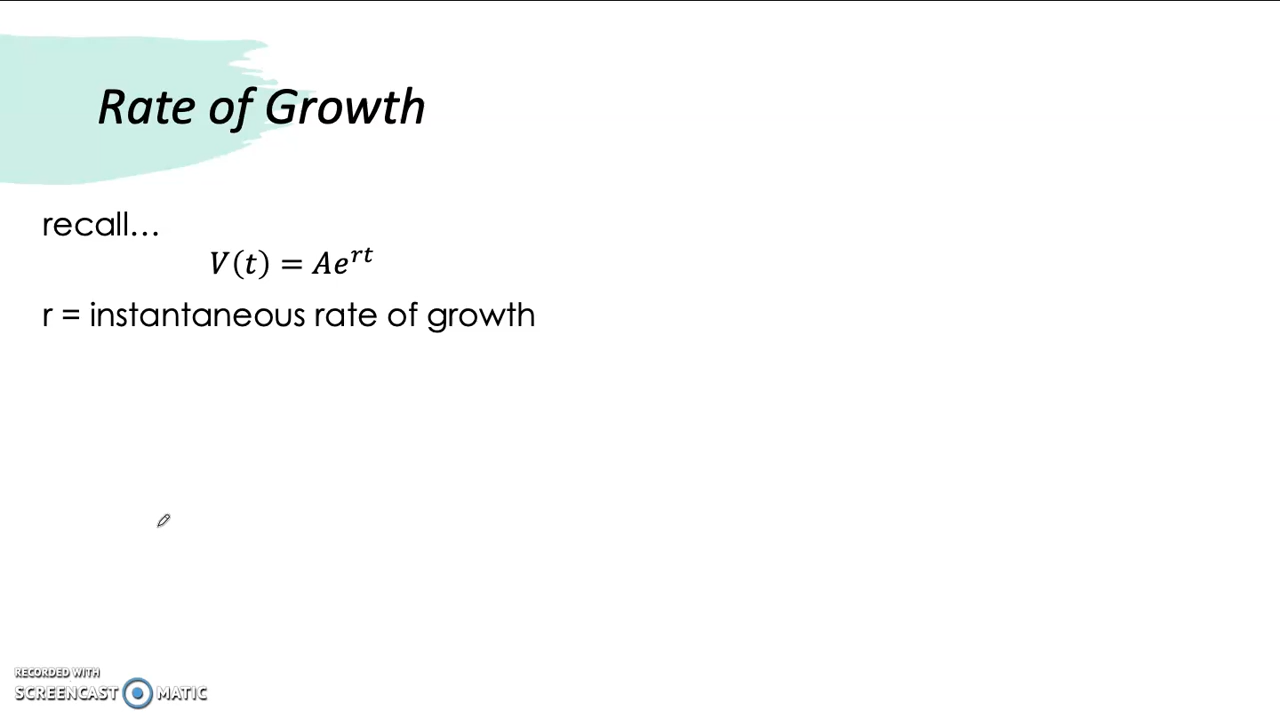 Rate of Growth
recall…
V(t) = Ae^{rt}
r = instantaneous rate of growth
RECORDED WITH
SCREENCAST MATIC